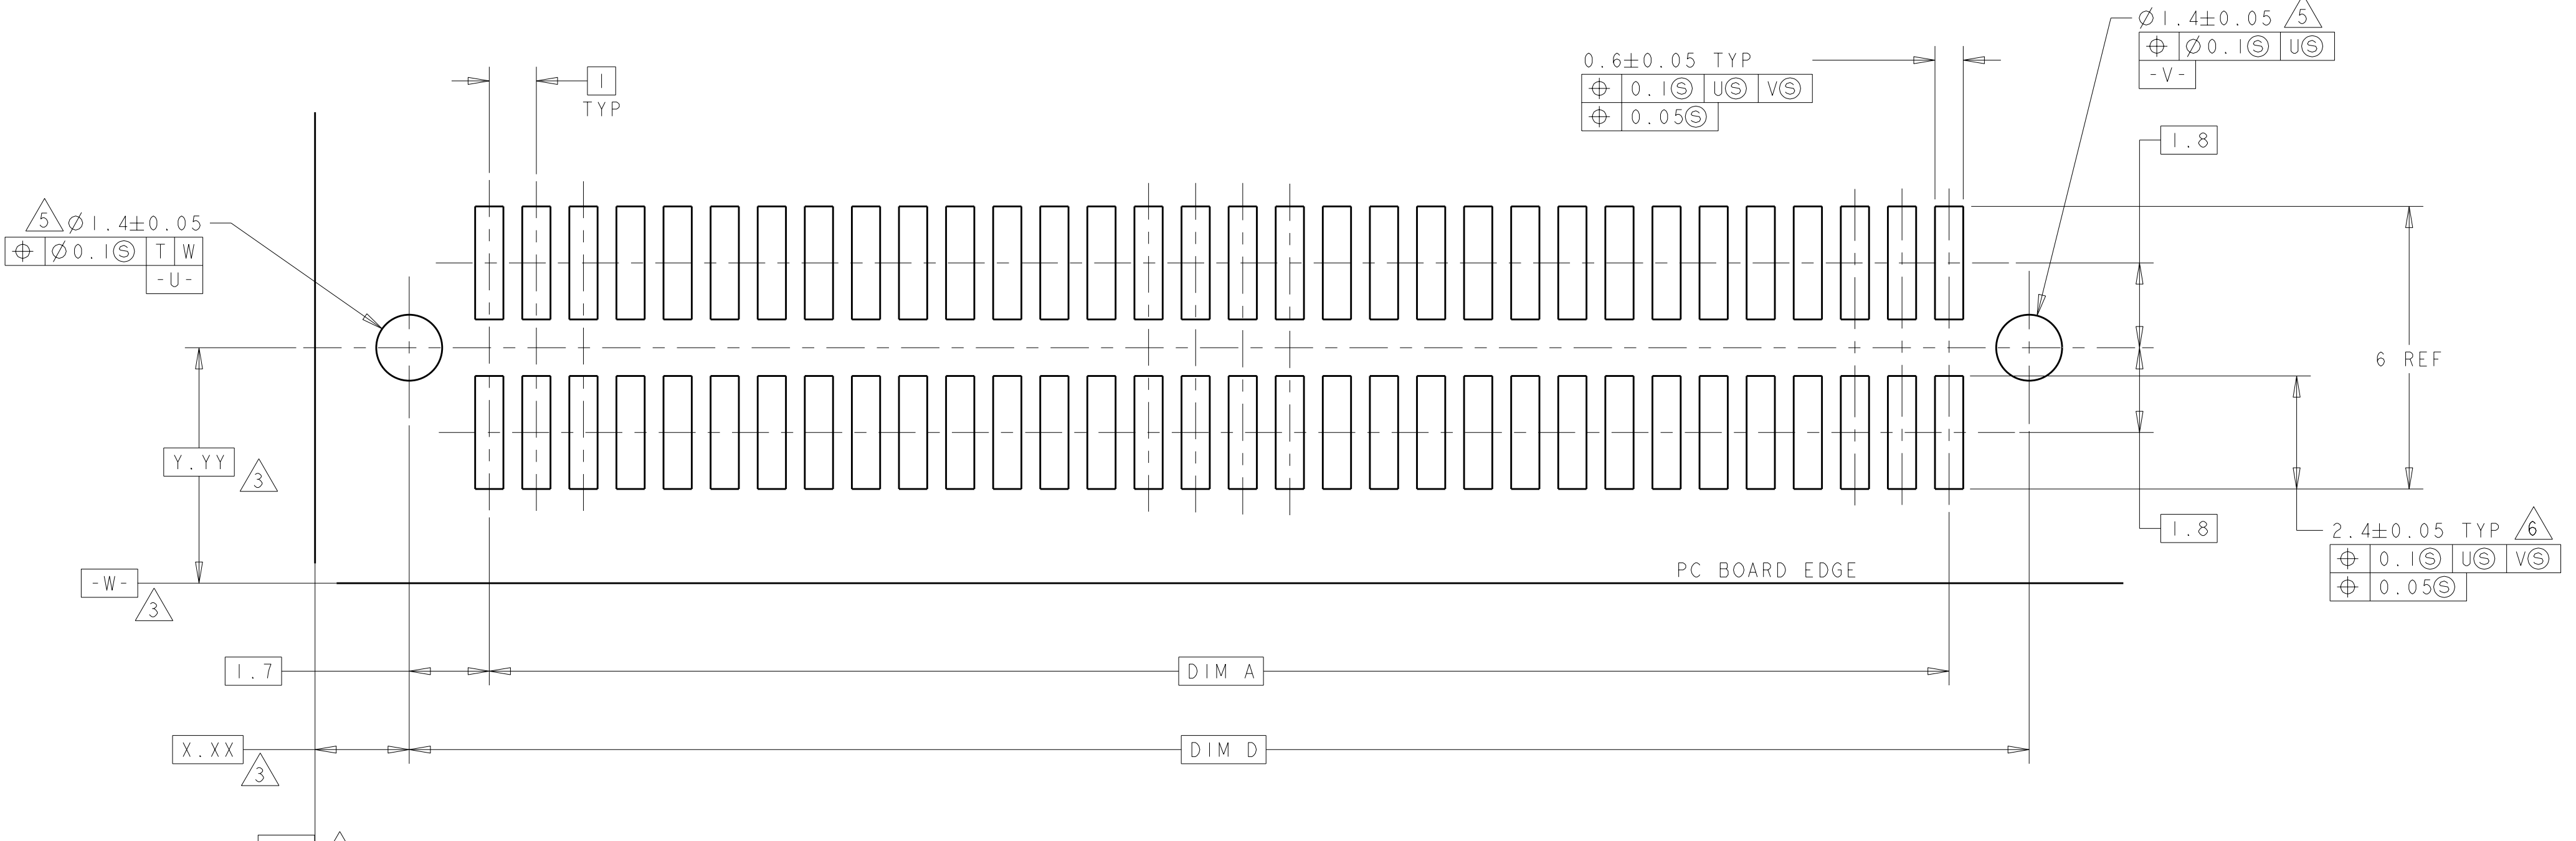 Ø1.4±0.05 5
⌖ Ø0.1Ⓢ UⓈ
-V-
0.6±0.05 TYP
⌖ 0.1Ⓢ UⓈ VⓈ
⌖ 0.05Ⓢ
1
TYP
1.8
5 Ø1.4±0.05
⌖ Ø0.1Ⓢ T W
-U-
6 REF
Y.YY 3
1.8
2.4±0.05 TYP 6
⌖ 0.1Ⓢ UⓈ VⓈ
⌖ 0.05Ⓢ
PC BOARD EDGE
-W-
3
1.7
DIM A
X.XX
3
DIM D